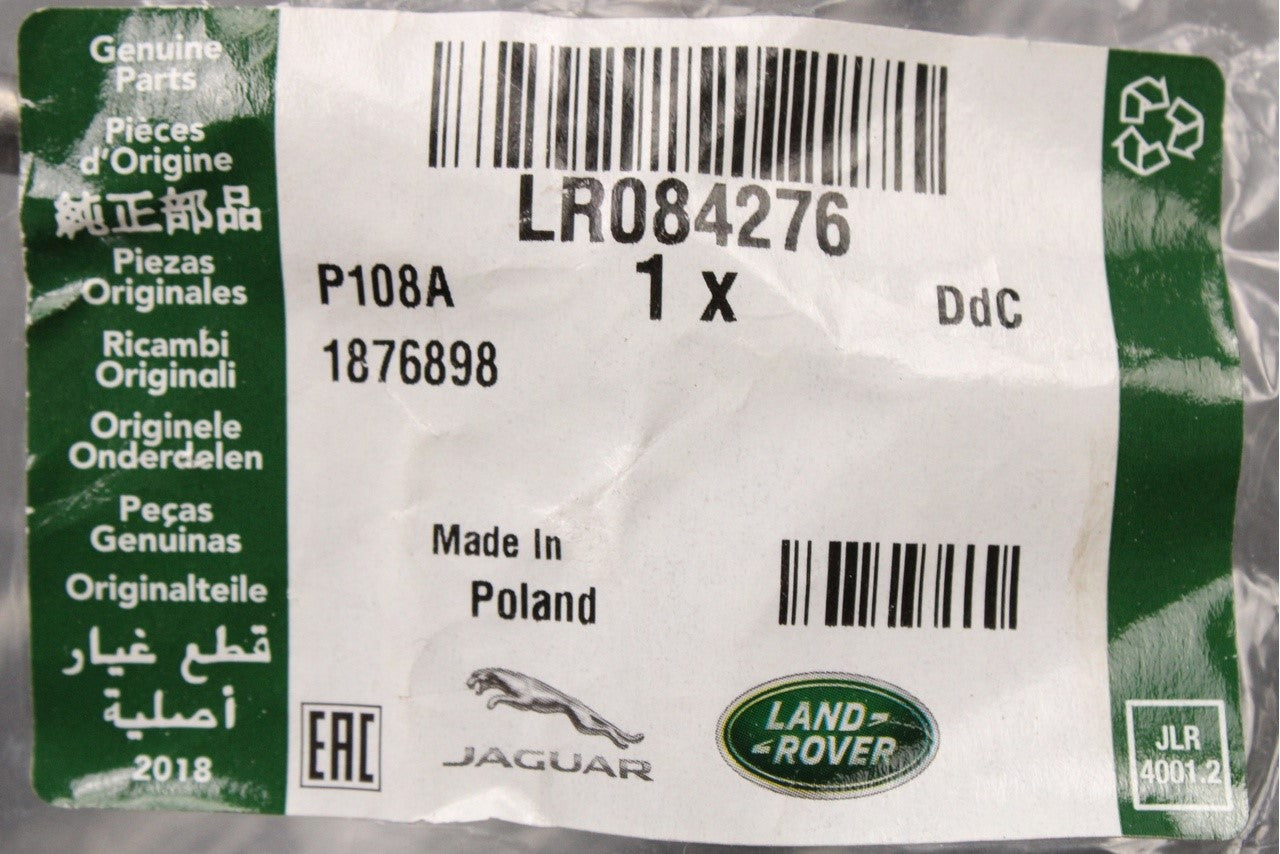 Genuine
Parts
Pièces
d'Origine
純正部品
Piezas
Originales
Ricambi
Originali
Originele
Onderdelen
Peças
Genuinas
Originalteile
قطع غيار
أصلية
2018
LR084276
P108A
1 x
DdC
1876898
Made In
Poland
EAC
JAGUAR
LAND
ROVER
JLR
4001.2